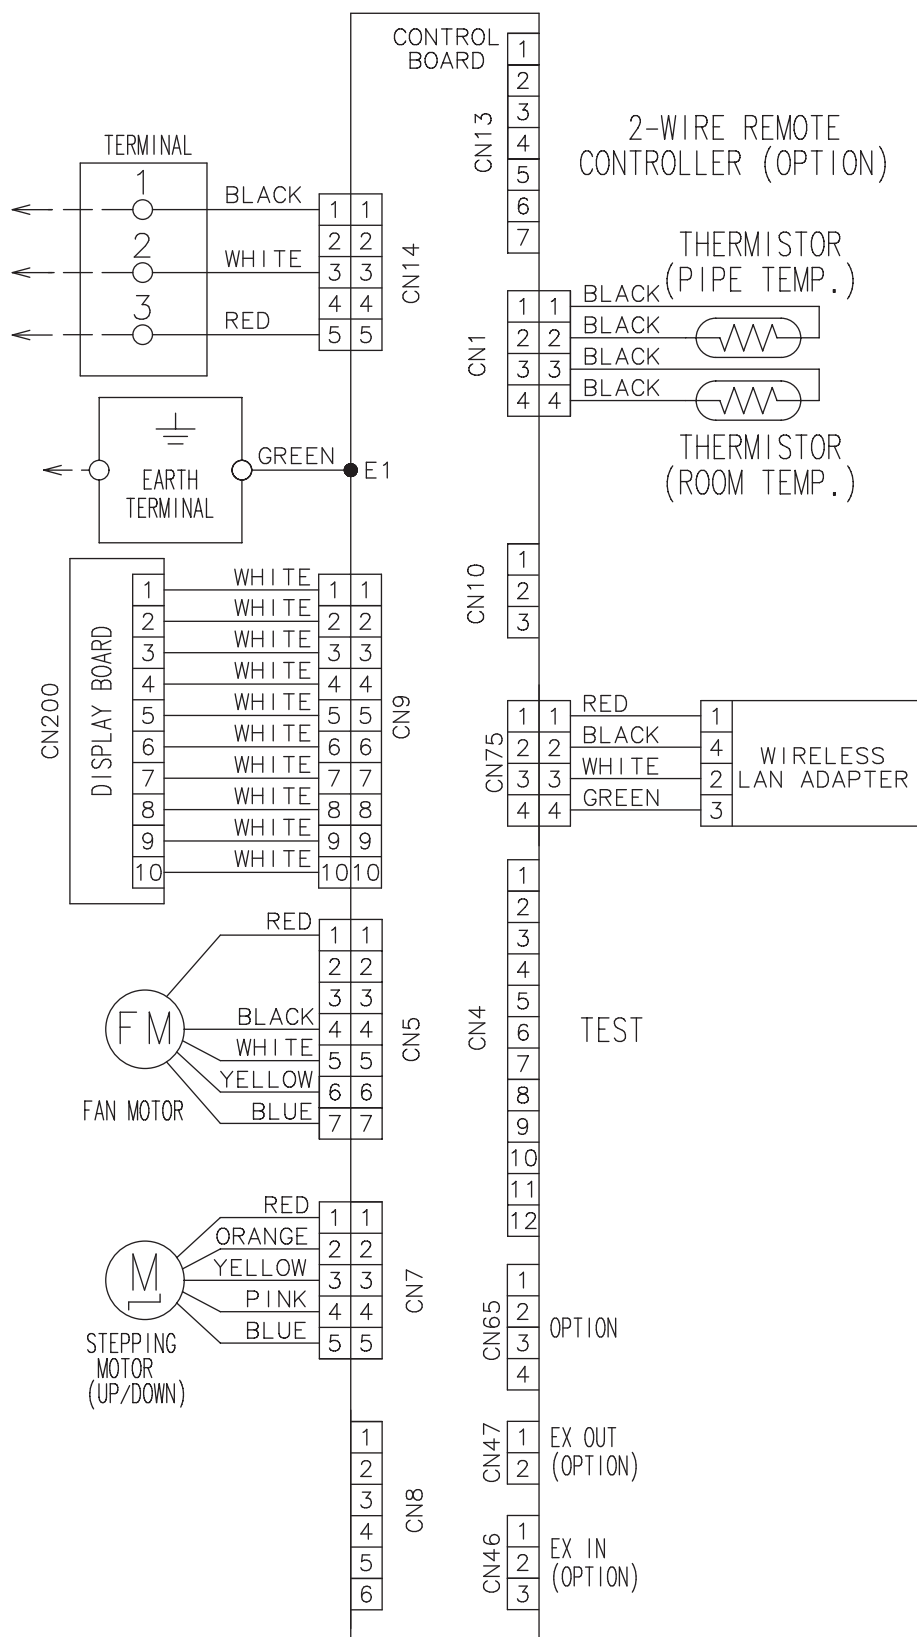 CONTROL
BOARD
CN13
1
2
3
4
5
6
7
2-WIRE REMOTE
CONTROLLER (OPTION)
TERMINAL
1
2
3
BLACK
WHITE
RED
1 1
2 2
3 3
4 4
5 5
CN14
THERMISTOR
(PIPE TEMP.)
CN1
1 1
2 2
3 3
4 4
BLACK
BLACK
BLACK
BLACK
THERMISTOR
(ROOM TEMP.)
EARTH
TERMINAL
GREEN
E1
CN10
1
2
3
CN200
DISPLAY BOARD
1
2
3
4
5
6
7
8
9
10
WHITE
WHITE
WHITE
WHITE
WHITE
WHITE
WHITE
WHITE
WHITE
WHITE
1 1
2 2
3 3
4 4
5 5
6 6
7 7
8 8
9 9
10 10
CN9
CN75
1 1
2 2
3 3
4 4
RED
BLACK
WHITE
GREEN
1
4
2
3
WIRELESS
LAN ADAPTER
FM
FAN MOTOR
RED
BLACK
WHITE
YELLOW
BLUE
1 1
2 2
3 3
4 4
5 5
6 6
7 7
CN5
CN4
1
2
3
4
5
6
7
8
9
10
11
12
TEST
M
STEPPING
MOTOR
(UP/DOWN)
RED
ORANGE
YELLOW
PINK
BLUE
1 1
2 2
3 3
4 4
5 5
CN7
CN65
1
2
3
4
OPTION
1
2
3
4
5
6
CN8
CN47
1
2
EX OUT
(OPTION)
CN46
1
2
3
EX IN
(OPTION)